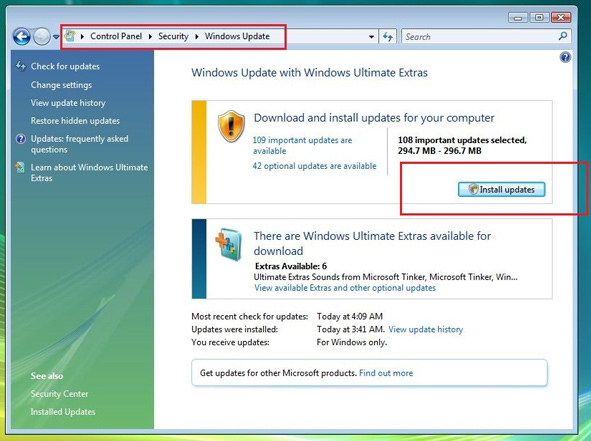 Control Panel Security Windows Update
Search
Check for updates
Change settings
View update history
Restore hidden updates
Updates: frequently asked
questions
Learn about Windows Ultimate
Extras
See also
Security Center
Installed Updates
Windows Update with Windows Ultimate Extras
Download and install updates for your computer
109 important updates are
available
42 optional updates are available
108 important updates selected,
294.7 MB - 296.7 MB
Install updates
There are Windows Ultimate Extras available for
download
Extras Available: 6
Ultimate Extras Sounds from Microsoft Tinker, Microsoft Tinker, Win...
View available Extras and other optional updates
Most recent check for updates: Today at 4:09 AM
Updates were installed: Today at 3:41 AM. View update history
You receive updates: For Windows only.
Get updates for other Microsoft products. Find out more